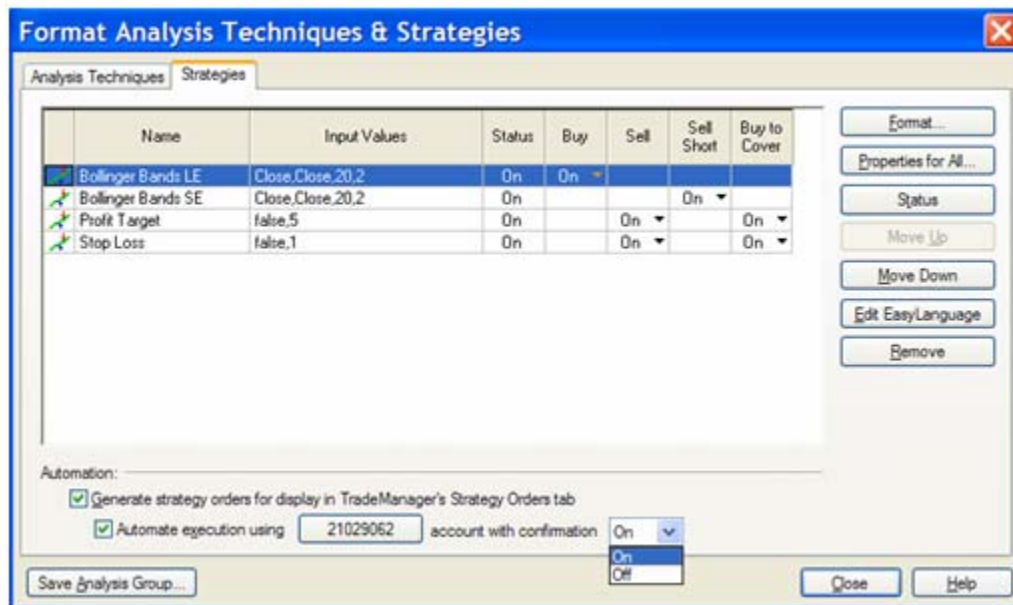 Format Analysis Techniques & Strategies
Analysis Techniques Strategies
Name Input Values Status Buy Sell Sell Short Buy to Cover
Bollinger Bands LE Close,Close,20,2 On On
Bollinger Bands SE Close,Close,20,2 On On
Profit Target false,5 On On On
Stop Loss false,1 On On On
Format...
Properties for All...
Status
Move Up
Move Down
Edit EasyLanguage
Remove
Automation:
Generate strategy orders for display in TradeManager's Strategy Orders tab
Automate execution using 21029062 account with confirmation On
On
Off
Save Analysis Group... Close Help